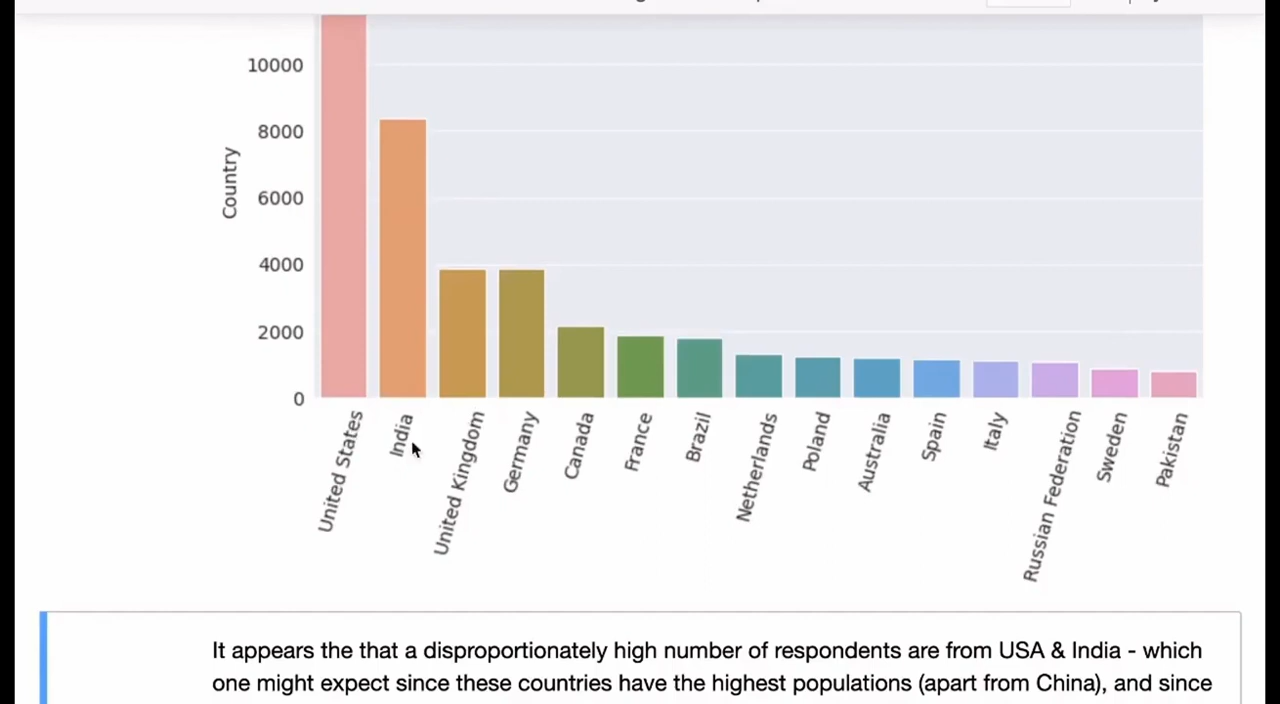 10000
8000
6000
4000
2000
0
Country
United States
India
United Kingdom
Germany
Canada
France
Brazil
Netherlands
Poland
Australia
Spain
Italy
Russian Federation
Sweden
Pakistan
It appears the that a disproportionately high number of respondents are from USA & India - which
one might expect since these countries have the highest populations (apart from China), and since